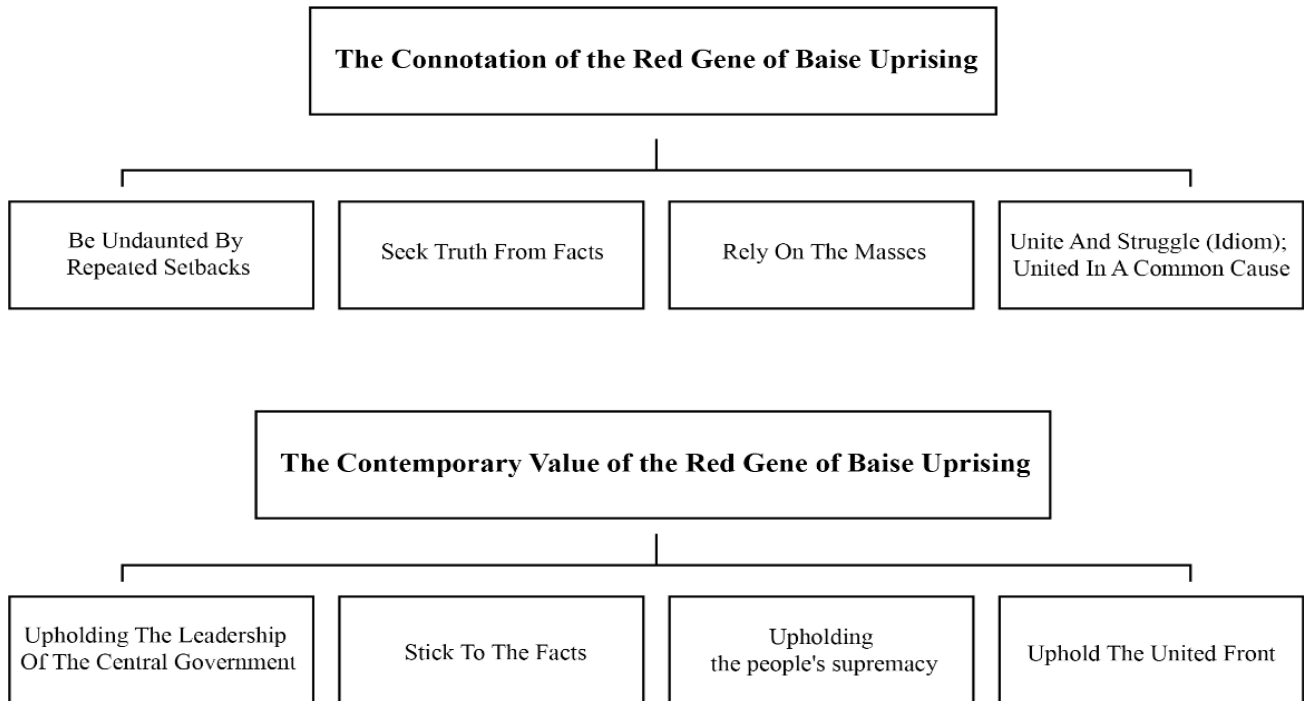 The Connotation of the Red Gene of Baise Uprising
Be Undaunted By
Repeated Setbacks
Seek Truth From Facts
Rely On The Masses
Unite And Struggle (Idiom);
United In A Common Cause
The Contemporary Value of the Red Gene of Baise Uprising
Upholding The Leadership
Of The Central Government
Stick To The Facts
Upholding
the people's supremacy
Uphold The United Front